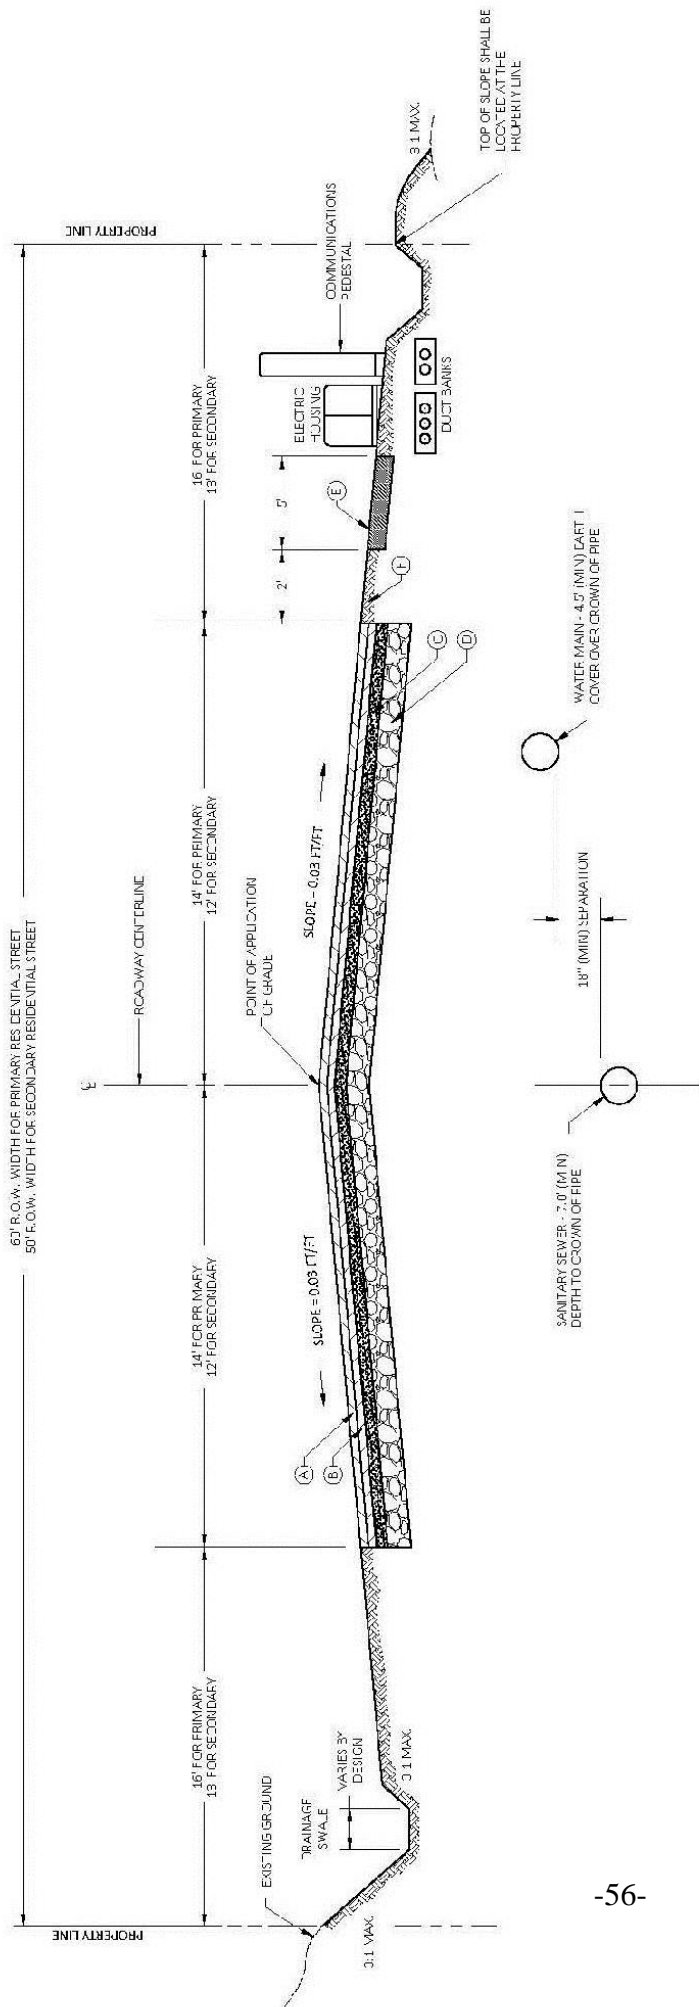 60' R.O.W. WIDTH FOR PRIMARY RESIDENTIAL STREET
50' R.O.W. WIDTH FOR SECONDARY RESIDENTIAL STREET
PROPERTY LINE
PROPERTY LINE
℄
ROADWAY CENTERLINE
16' FOR PRIMARY
13' FOR SECONDARY
14' FOR PRIMARY
12' FOR SECONDARY
14' FOR PRIMARY
12' FOR SECONDARY
16' FOR PRIMARY
13' FOR SECONDARY
EXISTING GROUND
DRAINAGE
SWALE
VARIES BY
DESIGN
3:1 MAX.
3:1 MAX.
A
B
SLOPE = 0.03 FT/FT
POINT OF APPLICATION
OF GRADE
SLOPE = 0.03 FT/FT
2'
5'
E
F
C
D
ELECTRIC
HOUSING
COMMUNICATIONS
PEDESTAL
DUCT BANKS
3:1 MAX.
TOP OF SLOPE SHALL BE
LOCATED AT THE
PROPERTY LINE
SANITARY SEWER - 7.0' (MIN)
DEPTH TO CROWN OF PIPE
18" (MIN) SEPARATION
WATER MAIN - 4.5' (MIN) EARTH
COVER OVER CROWN OF PIPE
-56-